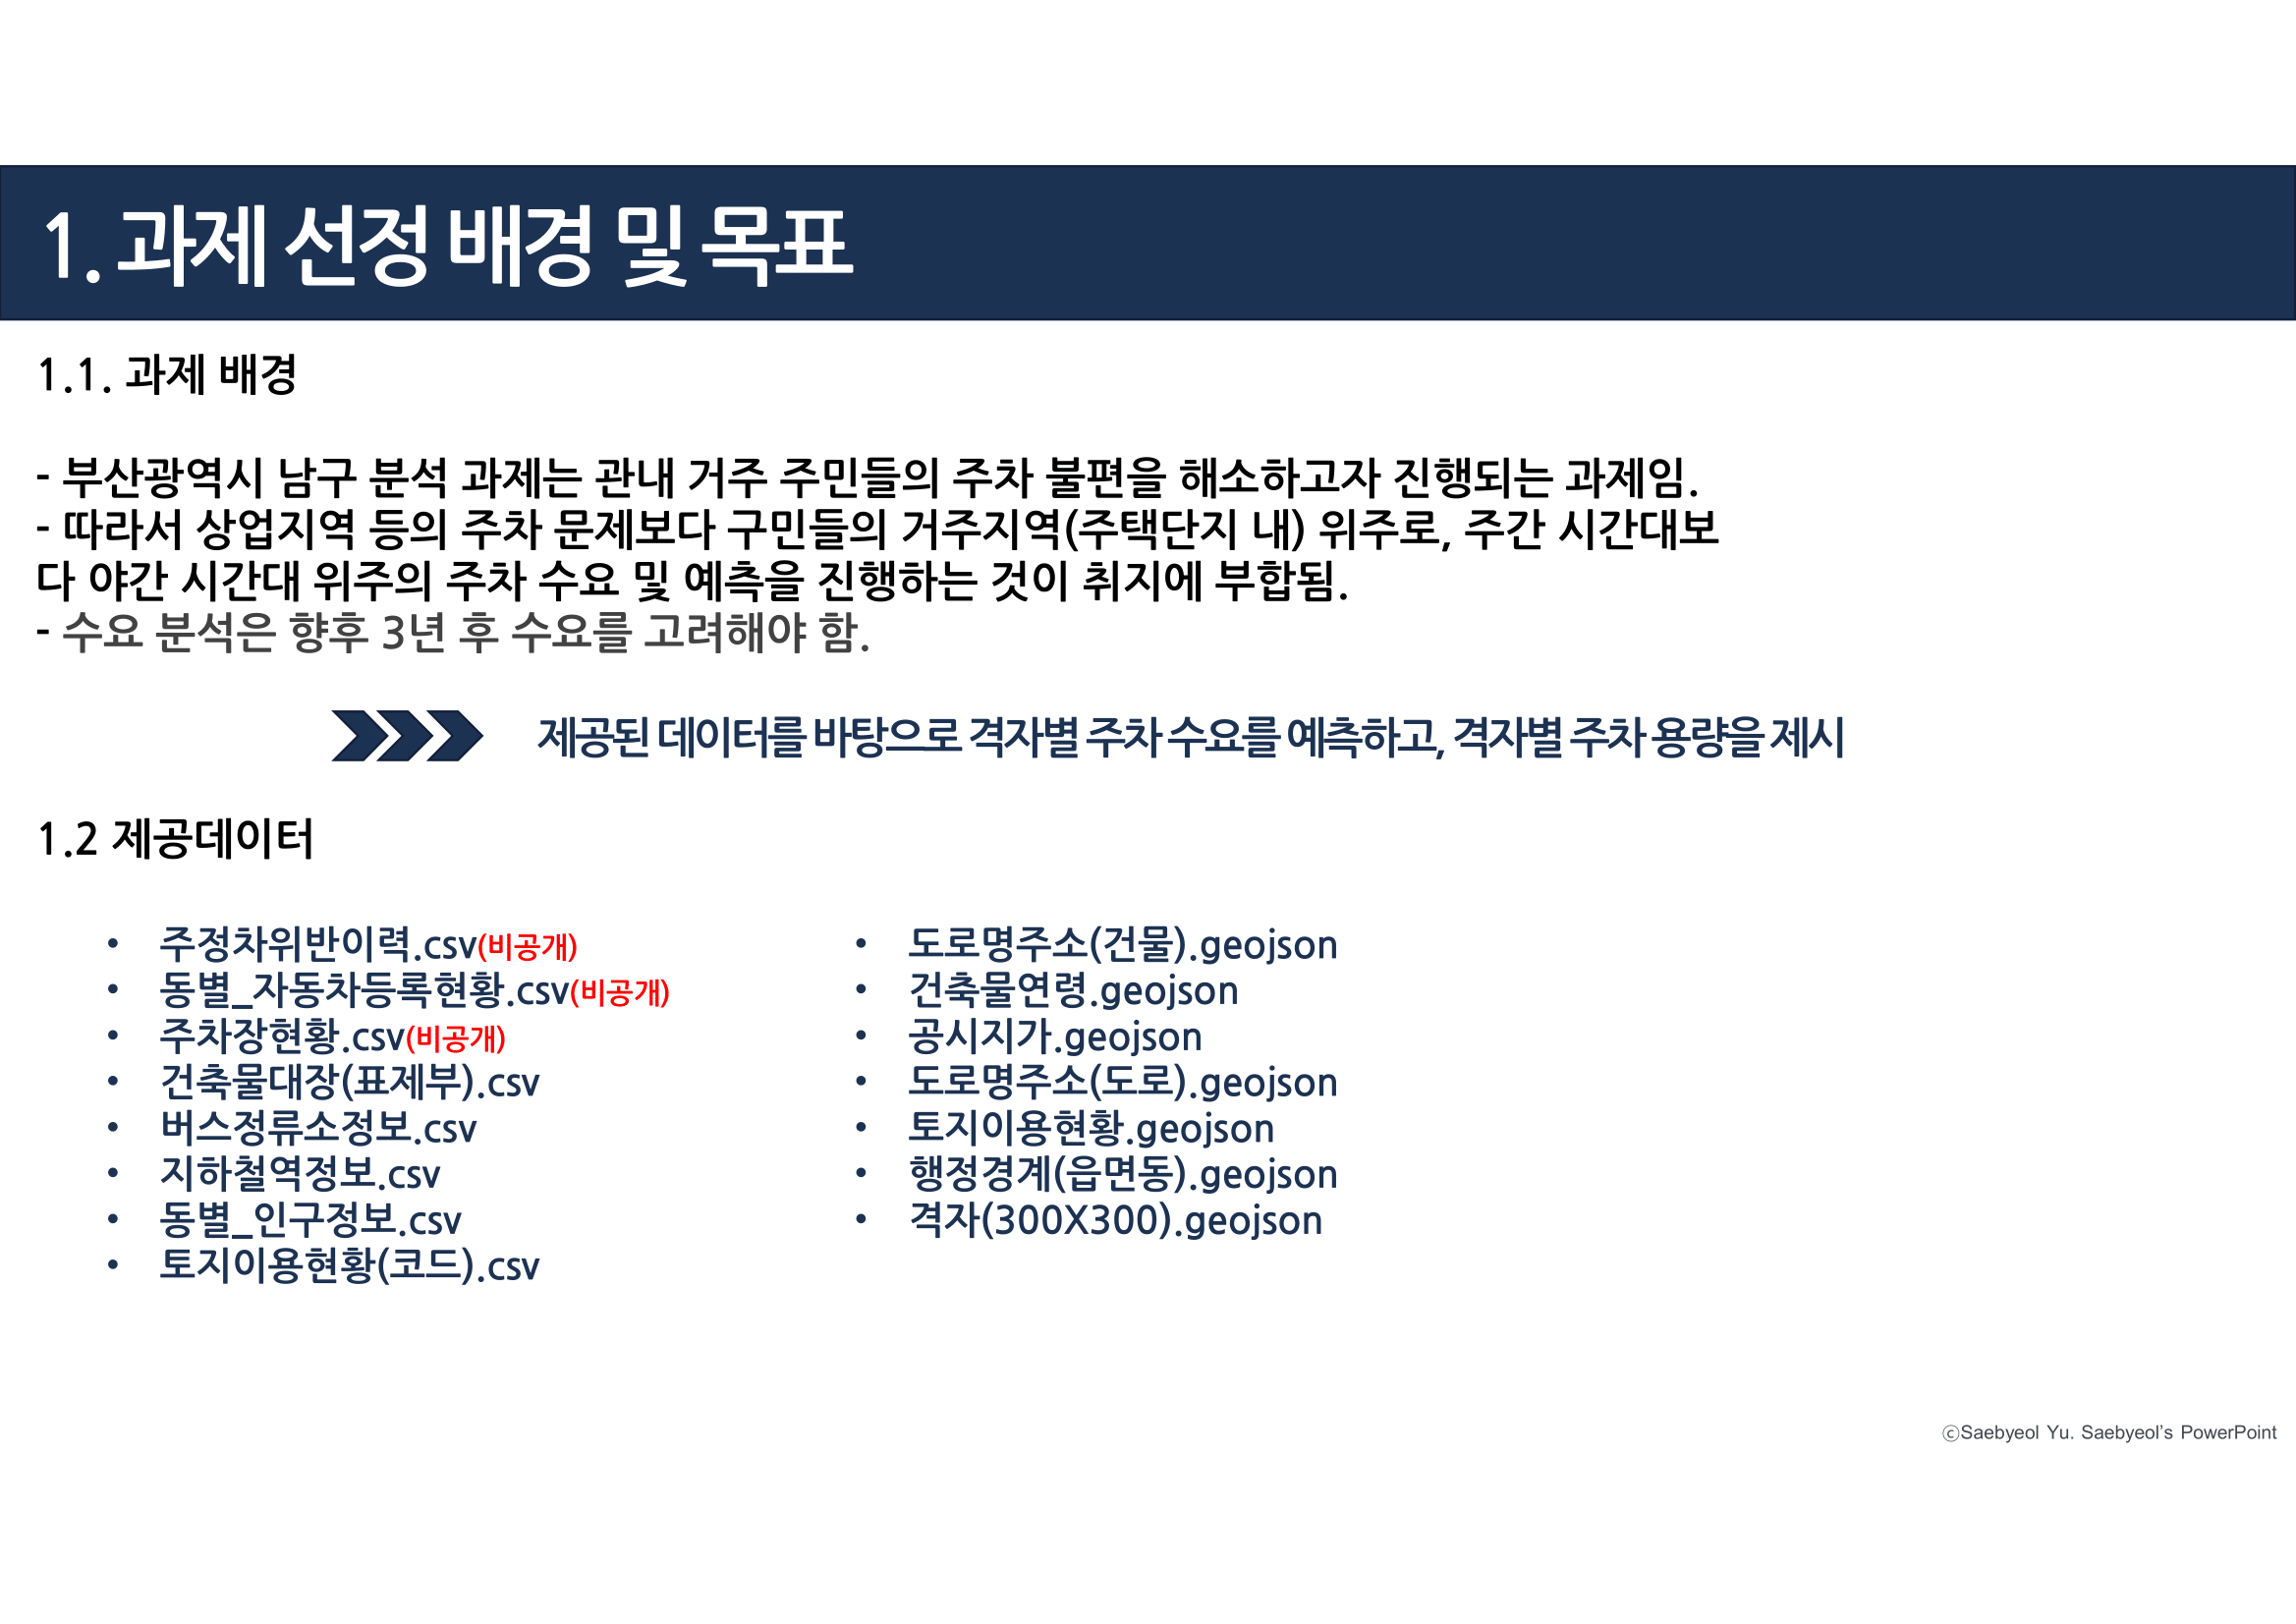 1. 과제 선정 배경 및 목표
1.1. 과제 배경
- 부산광역시 남구 분석 과제는 관내 거주 주민들의 주차 불편을 해소하고자 진행되는 과제임.
- 따라서 상업지역 등의 주차 문제보다 구민들의 거주지역(주택단지 내) 위주로, 주간 시간대보
다 야간 시간대 위주의 주차 수요 및 예측을 진행하는 것이 취지에 부합됨.
- 수요 분석은 향후 3년 후 수요를 고려해야 함.
제공된 데이터를 바탕으로 격자별 주차 수요를 예측하고, 격자별 주차 용량을 제시
1.2 제공데이터
• 주정차위반이력.csv(비공개)
• 동별_자동차등록현황.csv(비공개)
• 주차장현황.csv(비공개)
• 건축물대장(표제부).csv
• 버스정류소정보.csv
• 지하철역정보.csv
• 동별_인구정보.csv
• 토지이용현황(코드).csv
• 도로명주소(건물).geojson
• 건축물연령.geojson
• 공시지가.geojson
• 도로명주소(도로).geojson
• 토지이용현황.geojson
• 행정경계(읍면동).geojson
• 격자(300X300).geojson
ⓒSaebyeol Yu. Saebyeol’s PowerPoint